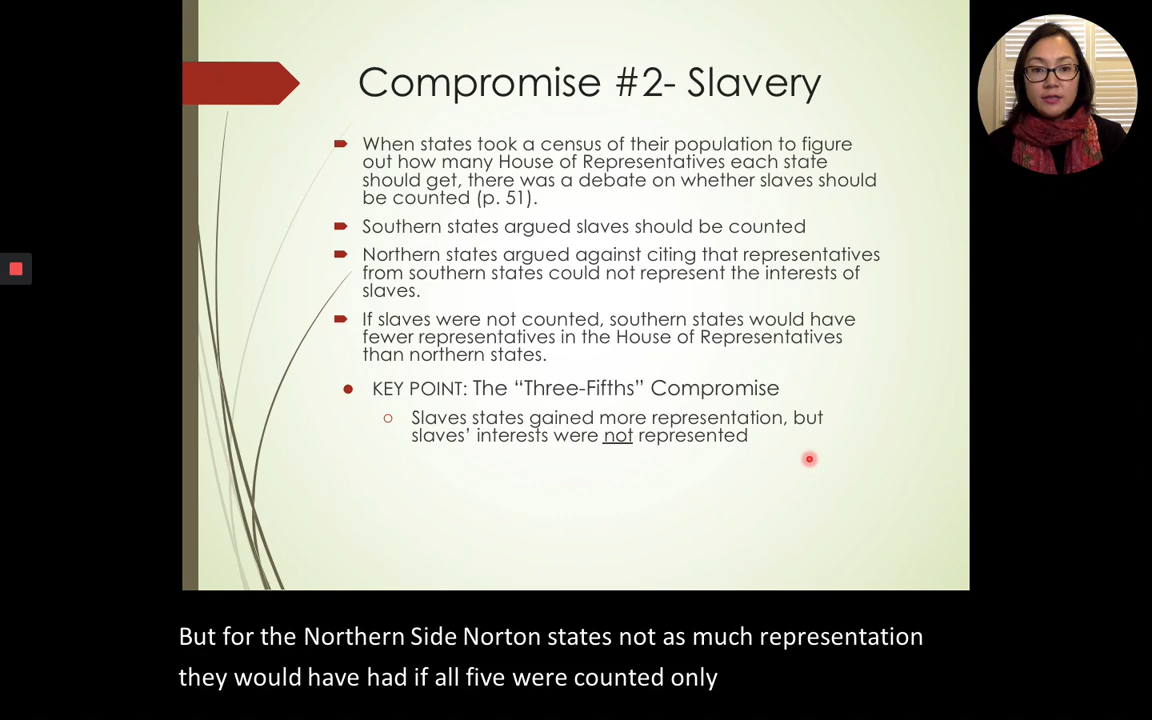 Compromise #2- Slavery
When states took a census of their population to figure
out how many House of Representatives each state
should get, there was a debate on whether slaves should
be counted (p. 51).
Southern states argued slaves should be counted
Northern states argued against citing that representatives
from southern states could not represent the interests of
slaves.
If slaves were not counted, southern states would have
fewer representatives in the House of Representatives
than northern states.
KEY POINT: The “Three-Fifths” Compromise
Slaves states gained more representation, but
slaves’ interests were not represented
But for the Northern Side Norton states not as much representation
they would have had if all five were counted only